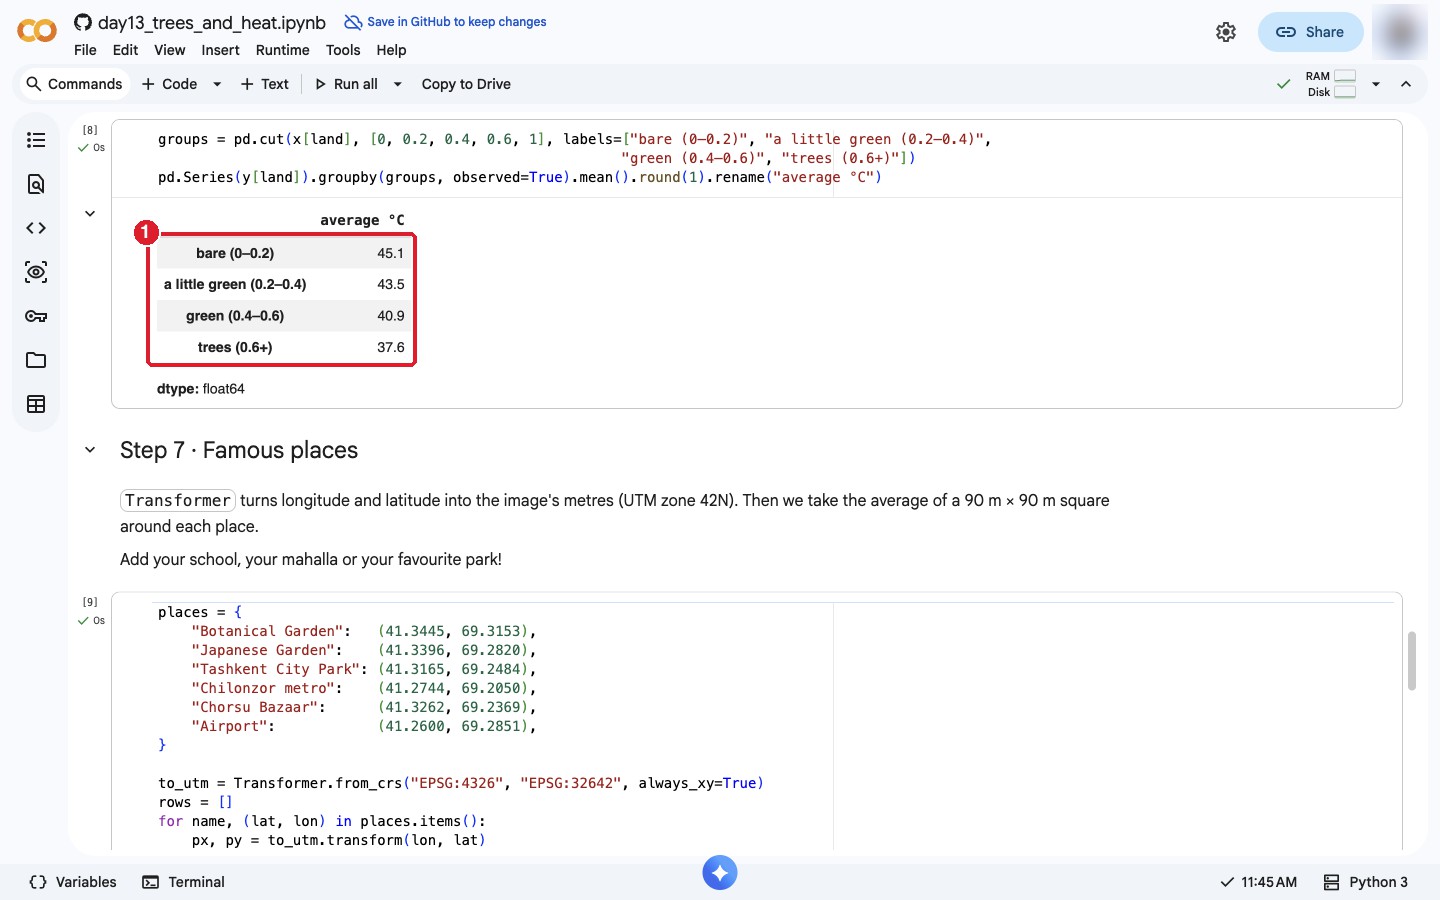 day13_trees_and_heat.ipynb
Save in GitHub to keep changes
File Edit View Insert Runtime Tools Help
Share
Commands + Code + Text Run all Copy to Drive
RAM
Disk
[8]
0s
groups = pd.cut(x[land], [0, 0.2, 0.4, 0.6, 1], labels=["bare (0–0.2)", "a little green (0.2–0.4)",
"green (0.4–0.6)", "trees (0.6+)"])
pd.Series(y[land]).groupby(groups, observed=True).mean().round(1).rename("average °C")
average °C
1
bare (0–0.2) 45.1
a little green (0.2–0.4) 43.5
green (0.4–0.6) 40.9
trees (0.6+) 37.6
dtype: float64
Step 7 · Famous places
Transformer turns longitude and latitude into the image's metres (UTM zone 42N). Then we take the average of a 90 m × 90 m square
around each place.
Add your school, your mahalla or your favourite park!
[9]
0s
places = {
"Botanical Garden": (41.3445, 69.3153),
"Japanese Garden": (41.3396, 69.2820),
"Tashkent City Park": (41.3165, 69.2484),
"Chilonzor metro": (41.2744, 69.2050),
"Chorsu Bazaar": (41.3262, 69.2369),
"Airport": (41.2600, 69.2851),
}
to_utm = Transformer.from_crs("EPSG:4326", "EPSG:32642", always_xy=True)
rows = []
for name, (lat, lon) in places.items():
px, py = to_utm.transform(lon, lat)
Variables Terminal
11:45 AM Python 3